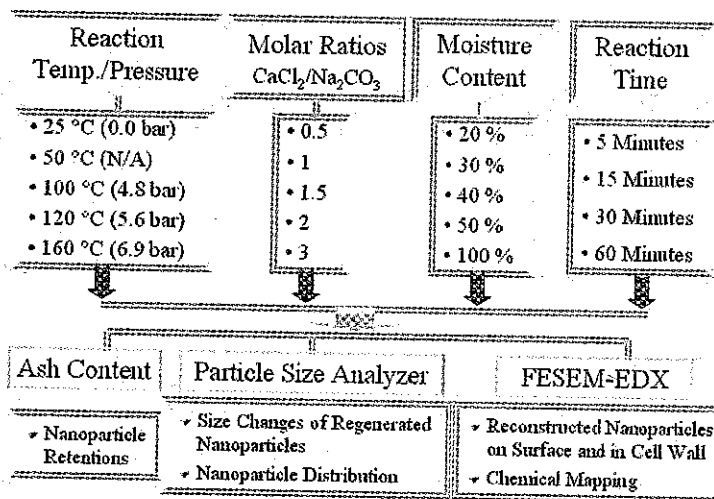 Reaction
Temp./Pressure
• 25 °C (0.0 bar)
• 50 °C (N/A)
• 100 °C (4.8 bar)
• 120 °C (5.6 bar)
• 160 °C (6.9 bar)
Molar Ratios
CaCl₂/Na₂CO₃
• 0.5
• 1
• 1.5
• 2
• 3
Moisture
Content
• 20 %
• 30 %
• 40 %
• 50 %
• 100 %
Reaction
Time
• 5 Minutes
• 15 Minutes
• 30 Minutes
• 60 Minutes
Ash Content
Nanoparticle
Retentions
Particle Size Analyzer
Size Changes of Regenerated
Nanoparticles
Nanoparticle Distribution
FESEM-EDX
Reconstructed Nanoparticles
on Surface and in Cell Wall
Chemical Mapping